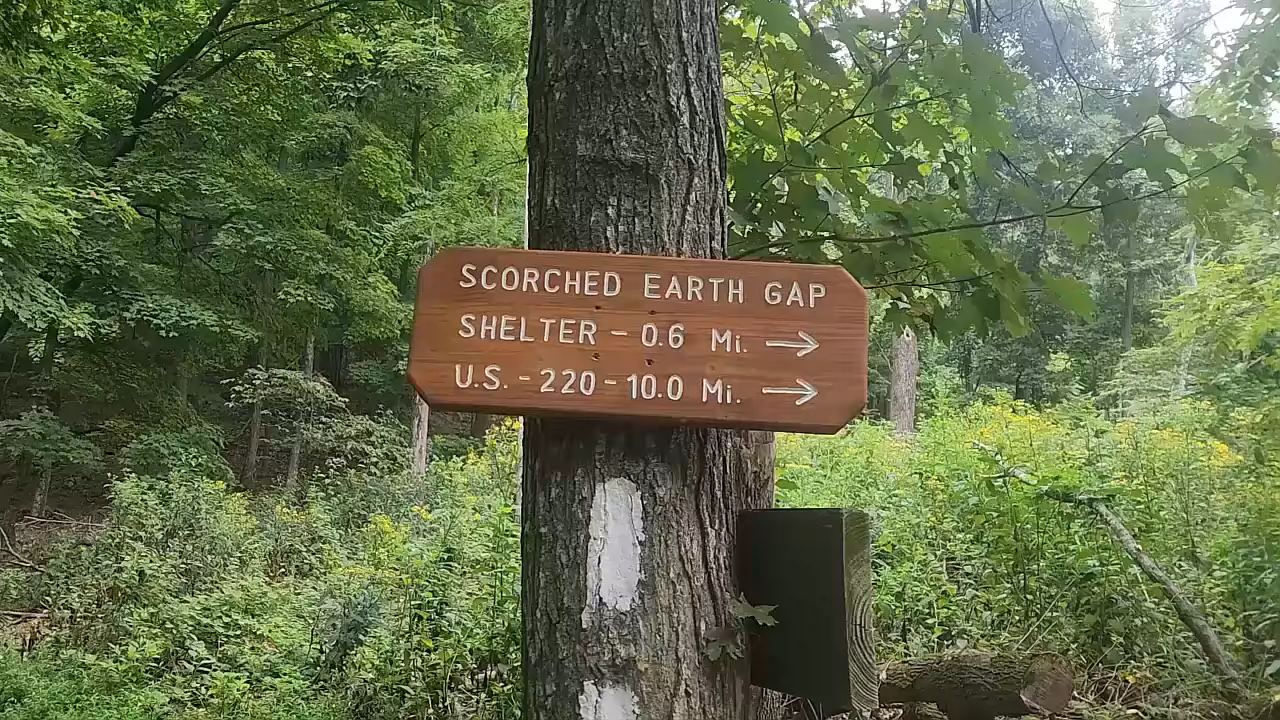 SCORCHED EARTH GAP
SHELTER - 0.6 Mi. →
U.S. - 220 - 10.0 Mi. →